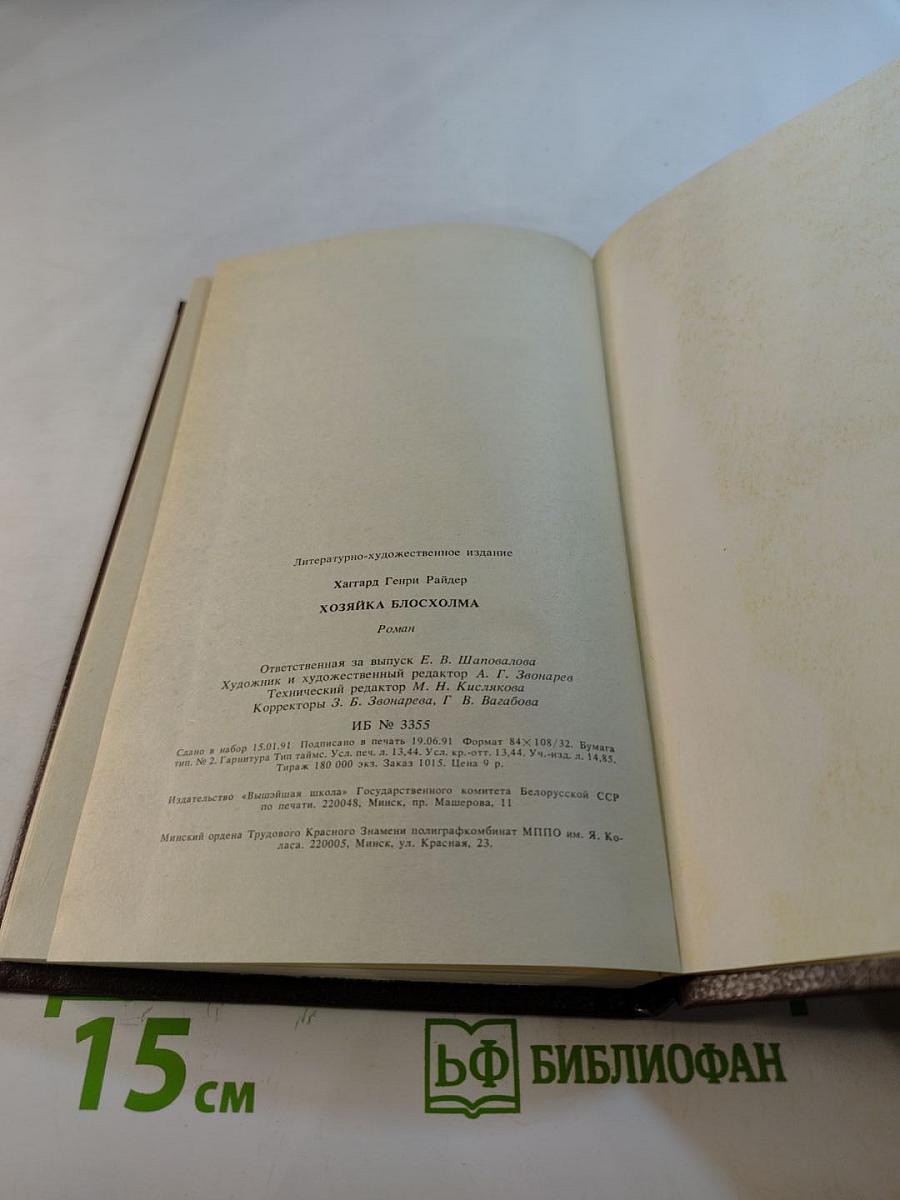 Литературно-художественное издание
Хаггард Генри Райдер
ХОЗЯЙКА БЛОСХОЛМА
Роман
Ответственная за выпуск Е. В. Шаповалова
Художник и художественный редактор А. Г. Звонарев
Технический редактор М. Н. Кислякова
Корректоры З. Б. Звонарева, Г В. Вагабова
ИБ № 3355
Сдано в набор 15.01.91 Подписано в печать 19.06.91 Формат 84×108/32. Бумага
тип. № 2. Гарнитура Тип таймс. Усл. печ. л. 13,44. Усл. кр.-отт. 13,44. Уч.-изд. л. 14,85.
Тираж 180 000 экз. Заказ 1015. Цена 9 р.
Издательство «Вышэйшая школа» Государственного комитета Белорусской ССР
по печати. 220048, Минск, пр. Машерова, 11
Минский ордена Трудового Красного Знамени полиграфкомбинат МППО им. Я. Ко-
ласа. 220005, Минск, ул. Красная, 23.
15 см
БФ БИБЛИОФАН